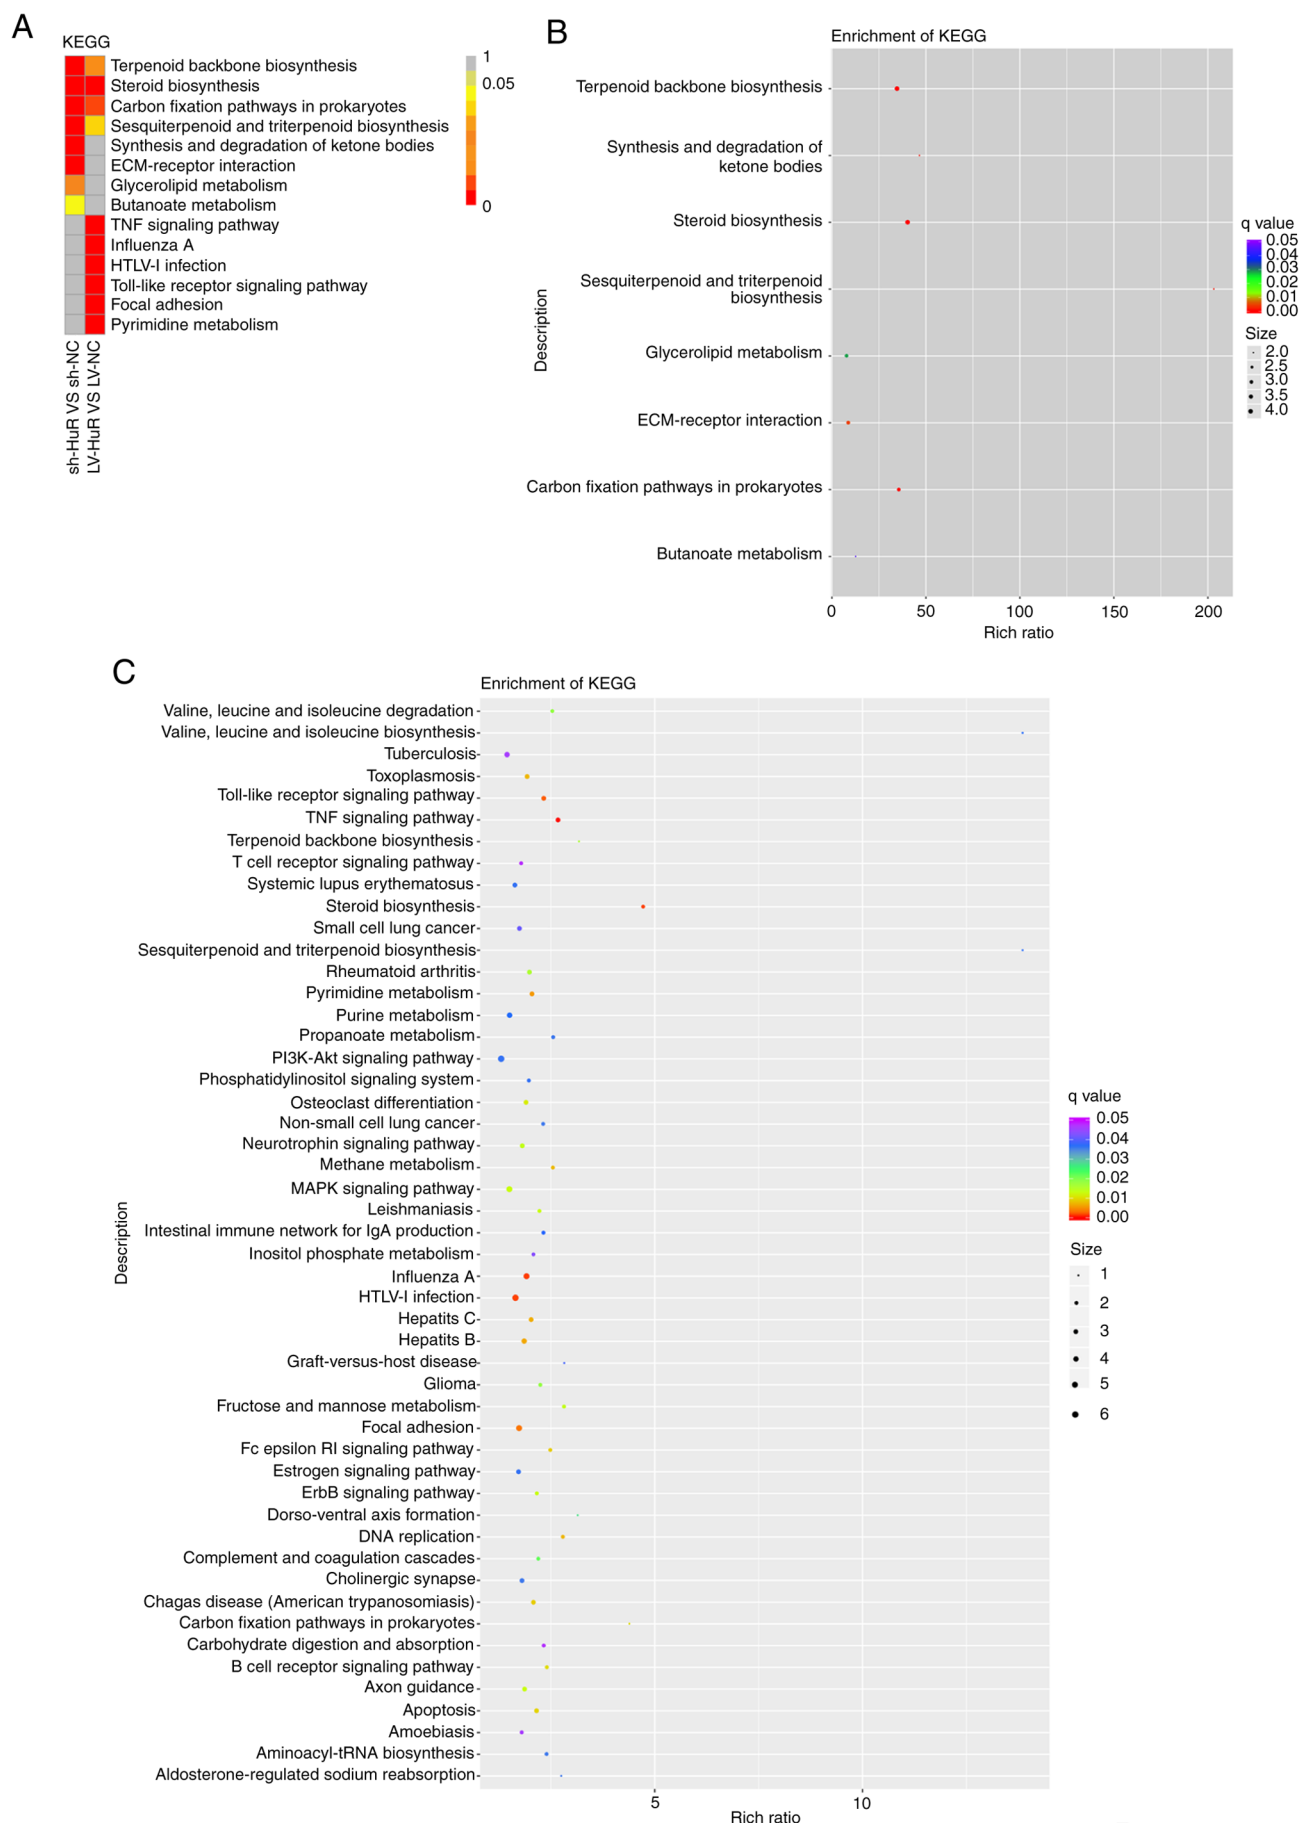 A
KEGG
Terpenoid backbone biosynthesis
Steroid biosynthesis
Carbon fixation pathways in prokaryotes
Sesquiterpenoid and triterpenoid biosynthesis
Synthesis and degradation of ketone bodies
ECM-receptor interaction
Glycerolipid metabolism
Butanoate metabolism
TNF signaling pathway
Influenza A
HTLV-I infection
Toll-like receptor signaling pathway
Focal adhesion
Pyrimidine metabolism
sh-HuR VS sh-NC
LV-HuR VS LV-NC
1
0.05
0
B
Enrichment of KEGG
Description
Terpenoid backbone biosynthesis
Synthesis and degradation of
ketone bodies
Steroid biosynthesis
Sesquiterpenoid and triterpenoid
biosynthesis
Glycerolipid metabolism
ECM-receptor interaction
Carbon fixation pathways in prokaryotes
Butanoate metabolism
0 50 100 150 200
Rich ratio
q value
0.05
0.04
0.03
0.02
0.01
0.00
Size
2.0
2.5
3.0
3.5
4.0
C
Enrichment of KEGG
Description
Valine, leucine and isoleucine degradation
Valine, leucine and isoleucine biosynthesis
Tuberculosis
Toxoplasmosis
Toll-like receptor signaling pathway
TNF signaling pathway
Terpenoid backbone biosynthesis
T cell receptor signaling pathway
Systemic lupus erythematosus
Steroid biosynthesis
Small cell lung cancer
Sesquiterpenoid and triterpenoid biosynthesis
Rheumatoid arthritis
Pyrimidine metabolism
Purine metabolism
Propanoate metabolism
PI3K-Akt signaling pathway
Phosphatidylinositol signaling system
Osteoclast differentiation
Non-small cell lung cancer
Neurotrophin signaling pathway
Methane metabolism
MAPK signaling pathway
Leishmaniasis
Intestinal immune network for IgA production
Inositol phosphate metabolism
Influenza A
HTLV-I infection
Hepatits C
Hepatits B
Graft-versus-host disease
Glioma
Fructose and mannose metabolism
Focal adhesion
Fc epsilon RI signaling pathway
Estrogen signaling pathway
ErbB signaling pathway
Dorso-ventral axis formation
DNA replication
Complement and coagulation cascades
Cholinergic synapse
Chagas disease (American trypanosomiasis)
Carbon fixation pathways in prokaryotes
Carbohydrate digestion and absorption
B cell receptor signaling pathway
Axon guidance
Apoptosis
Amoebiasis
Aminoacyl-tRNA biosynthesis
Aldosterone-regulated sodium reabsorption
5 10
Rich ratio
q value
0.05
0.04
0.03
0.02
0.01
0.00
Size
1
2
3
4
5
6